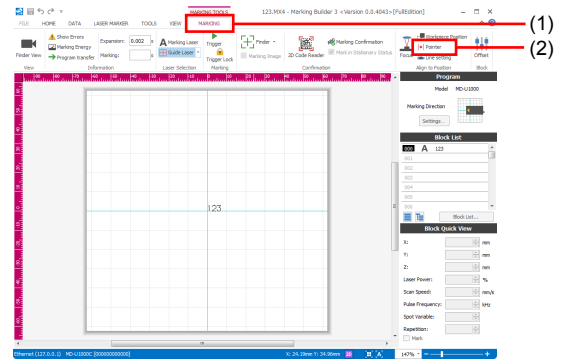 MARKING TOOLS 123.MX4 - Marking Builder 3 <Version 0.0.4041>[FullEdition]
FILE HOME DATA LASER MARKER TOOLS VIEW MARKING
(1)
Show Errors Expansion: 0.002 s Marking Laser Trigger Finder Marking Confirmation Workpiece Position
Marking Energy Guide Laser Pointer
(2)
Finder View Program transfer Marking: s Trigger Lock Marking Image 2D Code Reader Mark in Stationary Status Focus Line Setting Offset
View Information Laser Selection Marking Confirmation Align to Position Block
Program
Model MD-U1000
Marking Direction
Settings...
Block List
000 A 123
001
002
003
004
005
006
Block List...
123
Block Quick View
X: mm
Y: mm
Z: mm
Laser Power: %
Scan Speed: mm/s
Pulse Frequency: kHz
Spot Variable:
Repetition:
Mark
Ethernet (127.0.0.1) MD-U1000C [000000000000] X: 24.19mm Y: 34.96mm 147%